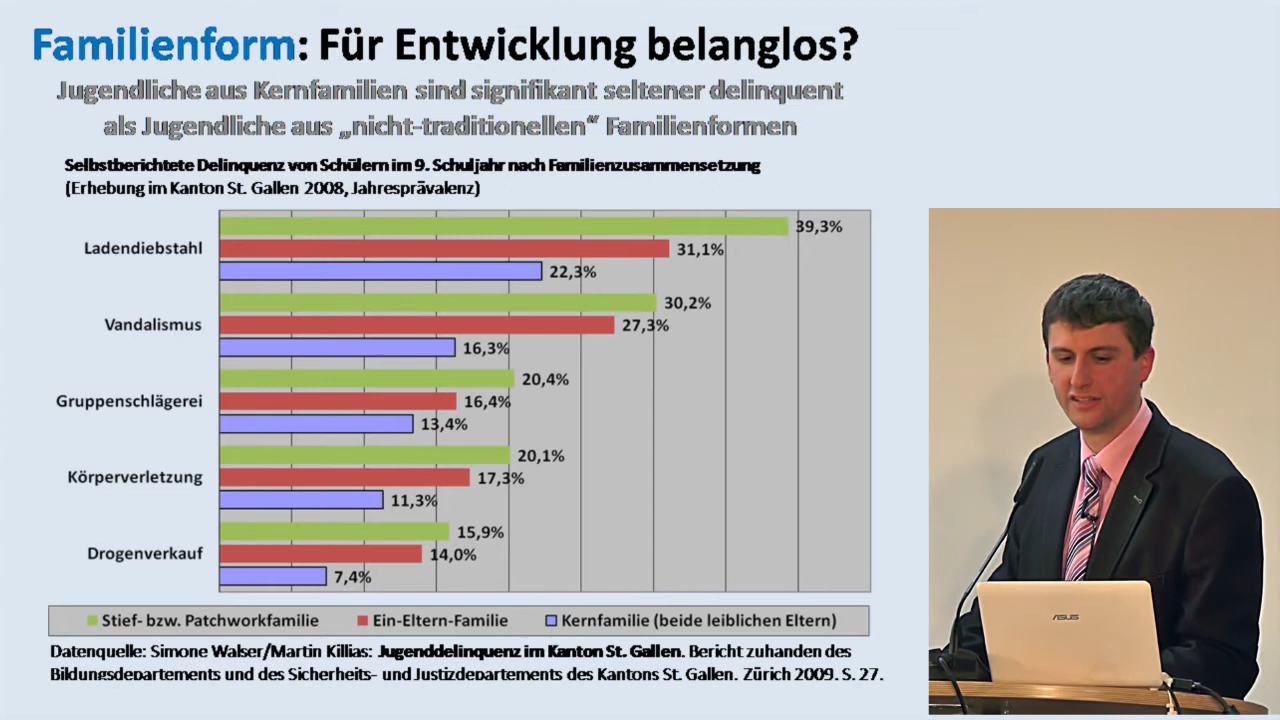 Familienform: Für Entwicklung belanglos?
Jugendliche aus Kernfamilien sind signifikant seltener delinquent
als Jugendliche aus „nicht-traditionellen“ Familienformen
Selbstberichtete Delinquenz von Schülern im 9. Schuljahr nach Familienzusammensetzung
(Erhebung im Kanton St. Gallen 2008, Jahresprävalenz)
39,3%
Ladendiebstahl 31,1%
22,3%
30,2%
Vandalismus 27,3%
16,3%
20,4%
Gruppenschlägerei 16,4%
13,4%
20,1%
Körperverletzung 17,3%
11,3%
15,9%
Drogenverkauf 14,0%
7,4%
Stief- bzw. Patchworkfamilie Ein-Eltern-Familie Kernfamilie (beide leiblichen Eltern)
Datenquelle: Simone Walser/Martin Killias: Jugenddelinquenz im Kanton St. Gallen. Bericht zuhanden des
Bildungsdepartements und des Sicherheits- und Justizdepartements des Kantons St. Gallen. Zürich 2009. S. 27.
ASUS